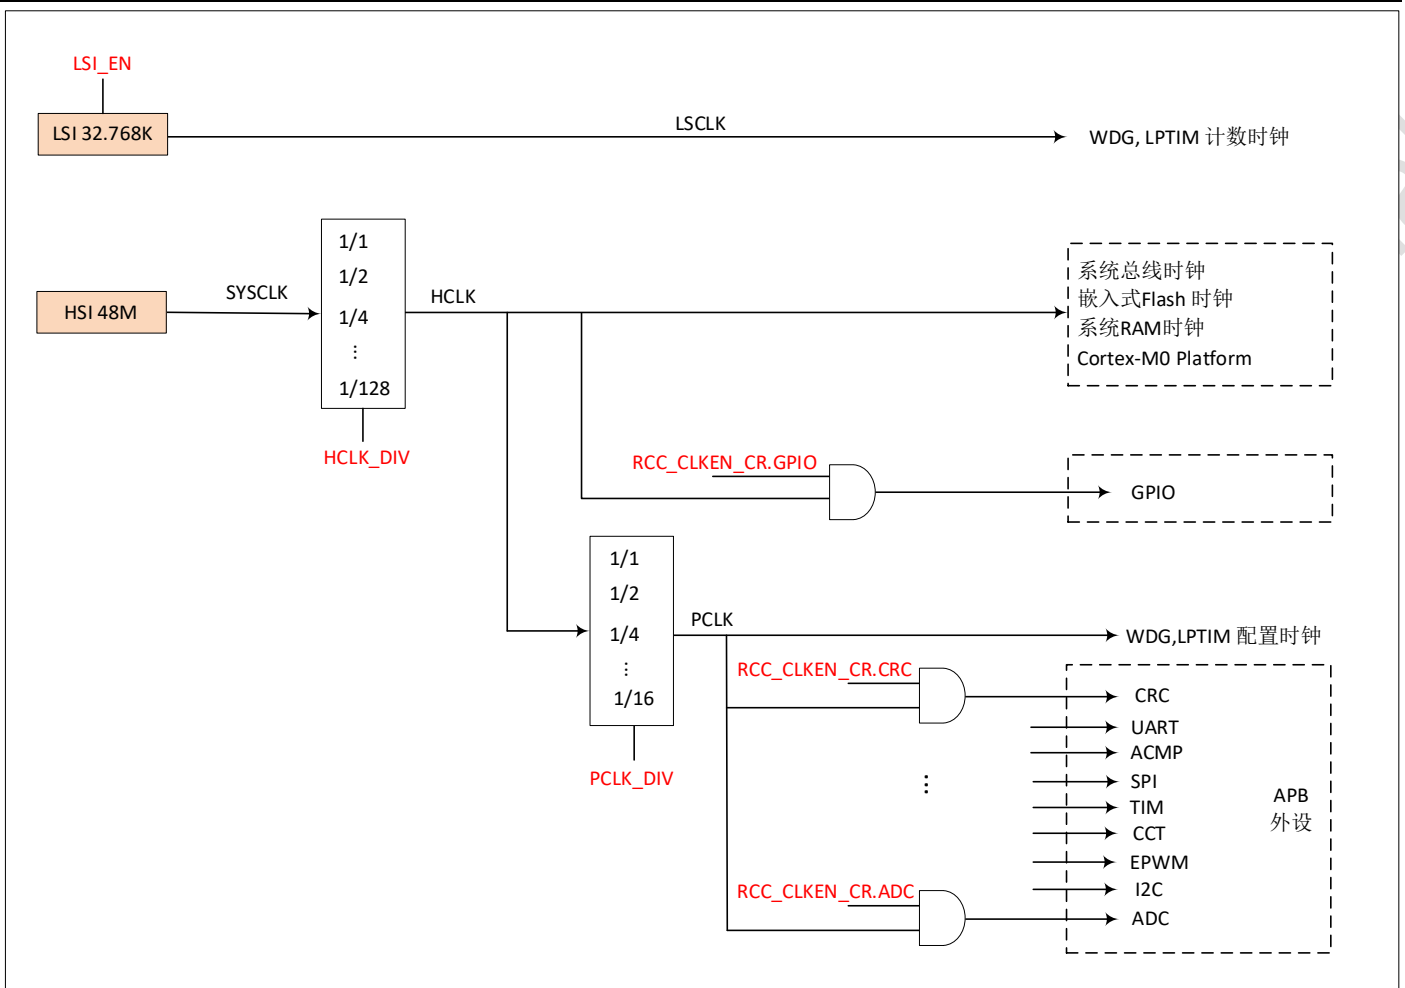 LSI_EN
LSI 32.768K
LSCLK
WDG, LPTIM 计数时钟
1/1
1/2
1/4
⋮
1/128
HSI 48M
SYSCLK
HCLK
HCLK_DIV
系统总线时钟
嵌入式Flash 时钟
系统RAM时钟
Cortex-M0 Platform
RCC_CLKEN_CR.GPIO
GPIO
1/1
1/2
1/4
⋮
1/16
PCLK
PCLK_DIV
WDG,LPTIM 配置时钟
RCC_CLKEN_CR.CRC
⋮
RCC_CLKEN_CR.ADC
CRC
UART
ACMP
SPI
TIM
CCT
EPWM
I2C
ADC
APB
外设